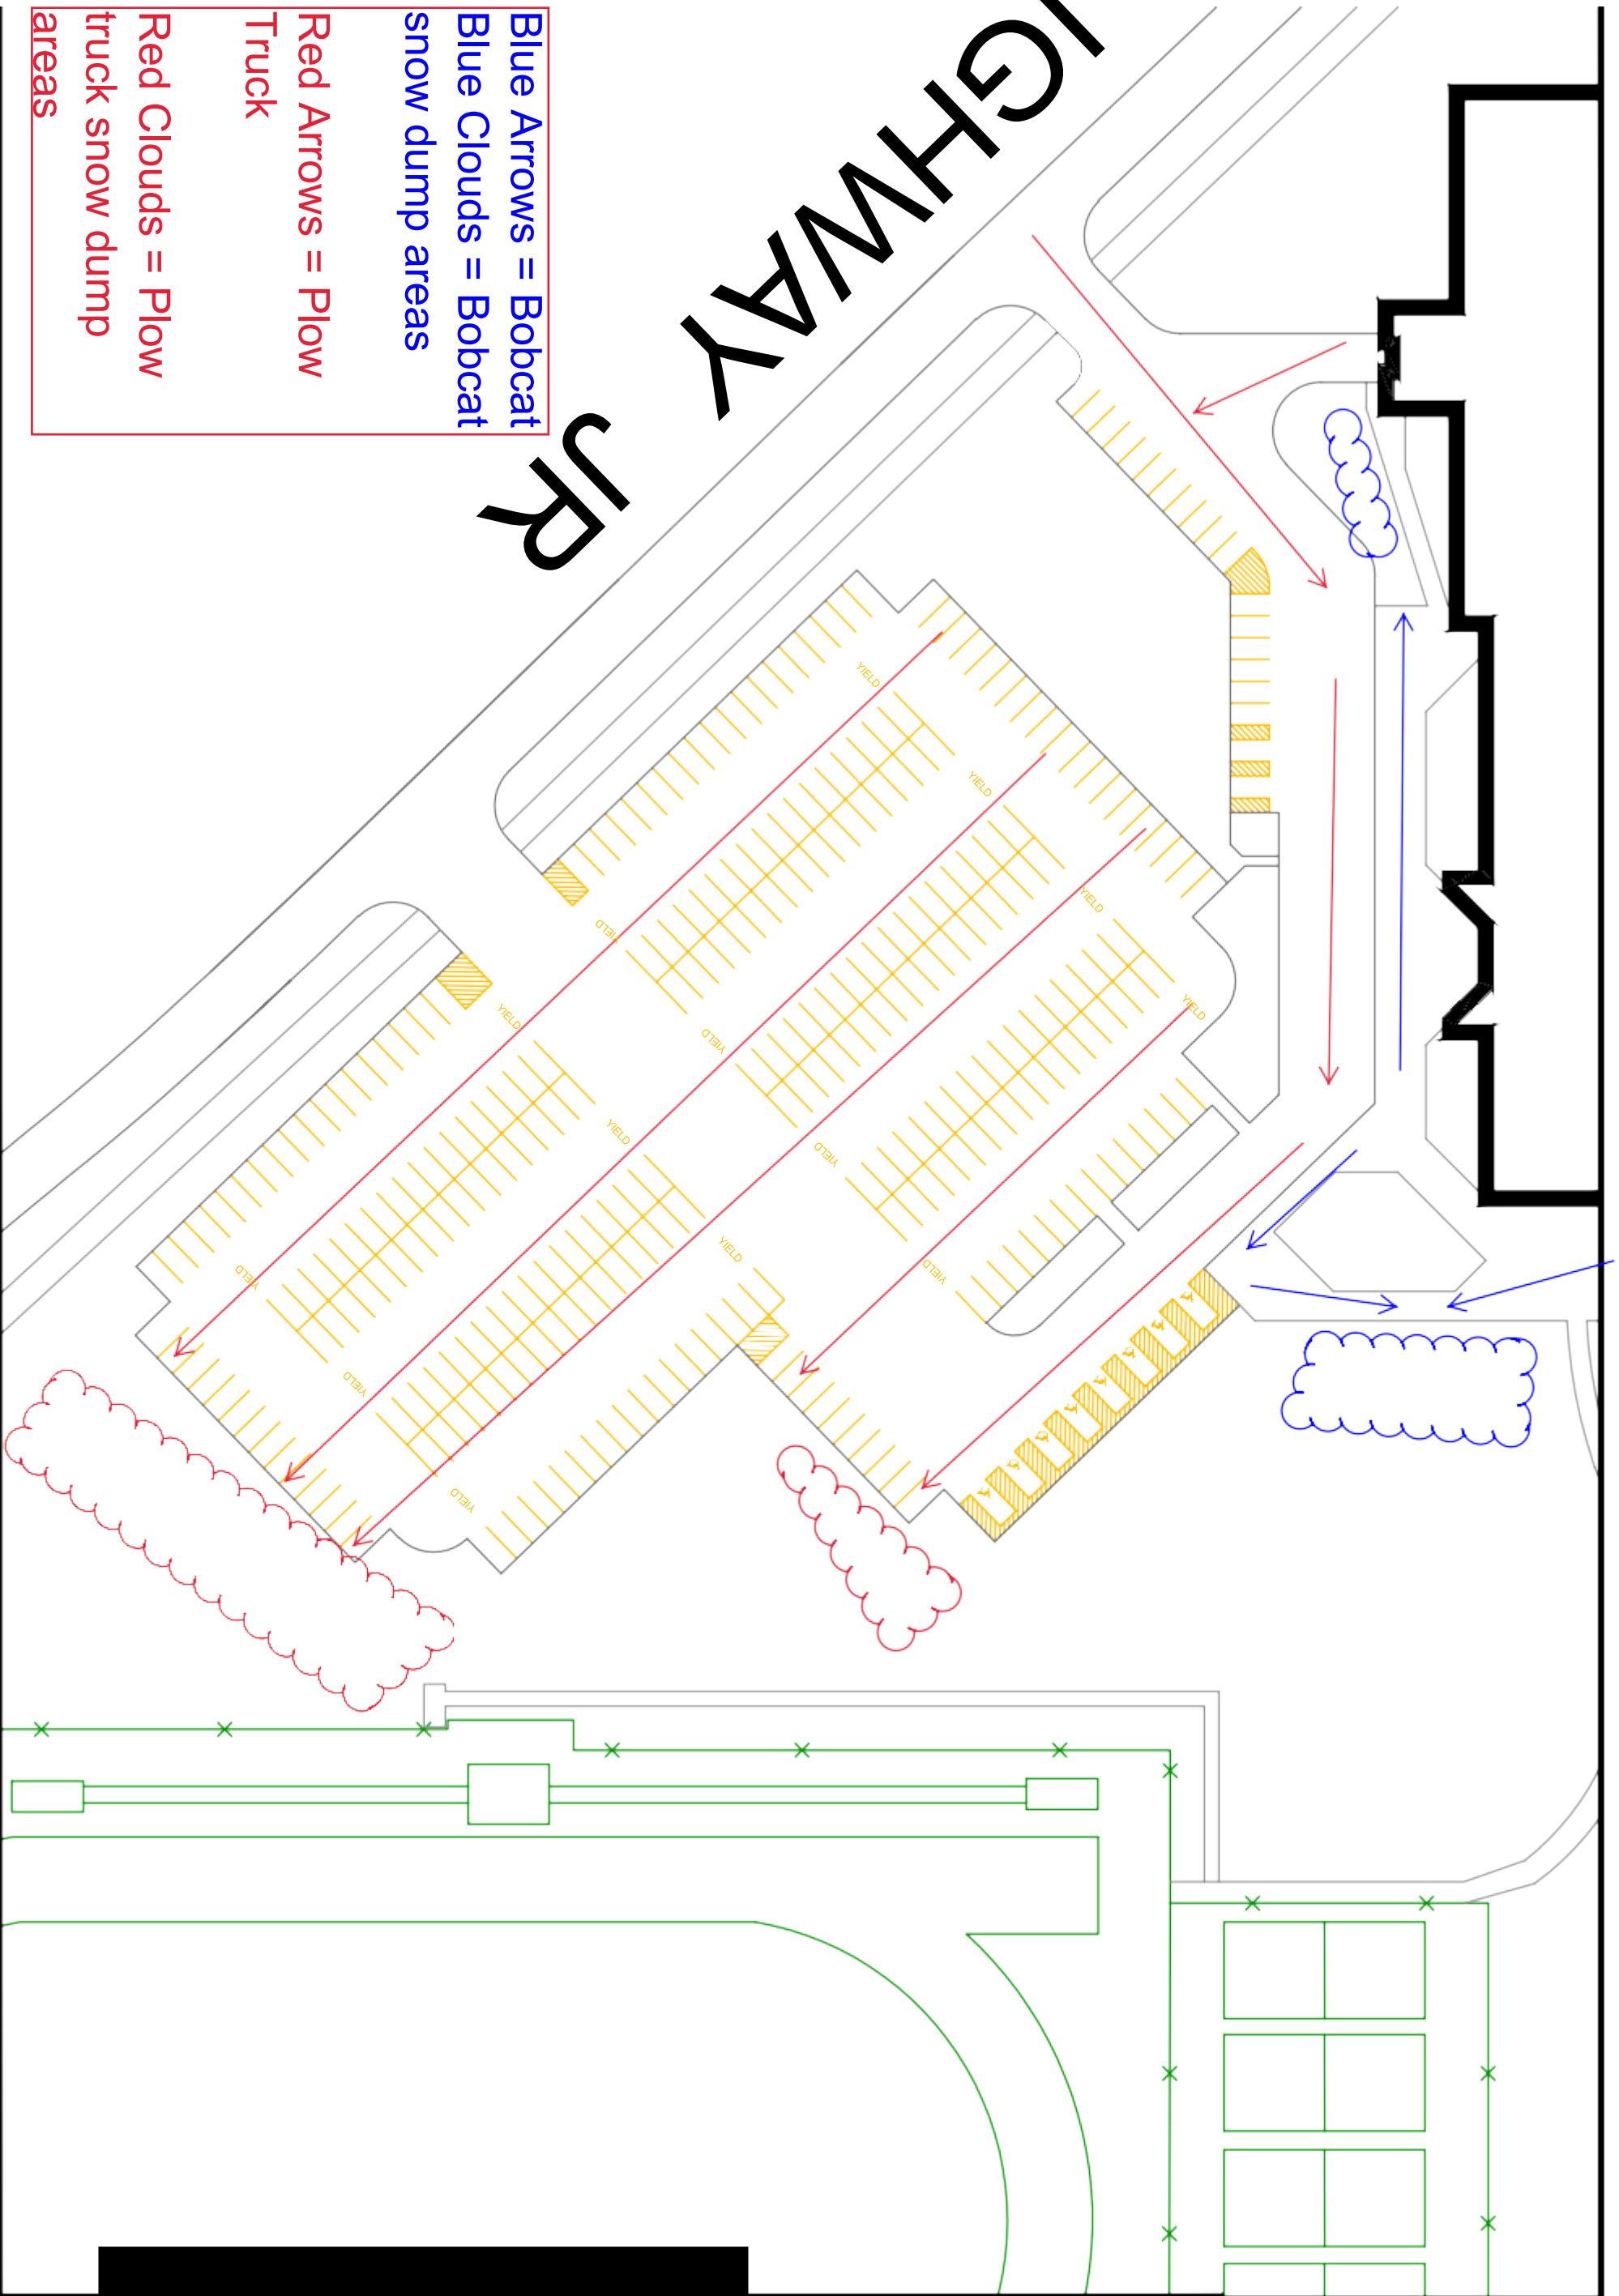 Blue Arrows = Bobcat
Blue Clouds = Bobcat
snow dump areas
Red Arrows = Plow
Truck
Red Clouds = Plow
truck snow dump
areas
IGHWAY JR
YIELD
YIELD
YIELD
YIELD
YIELD
YIELD
YIELD
YIELD
YIELD
YIELD
YIELD
YIELD
YIELD
YIELD